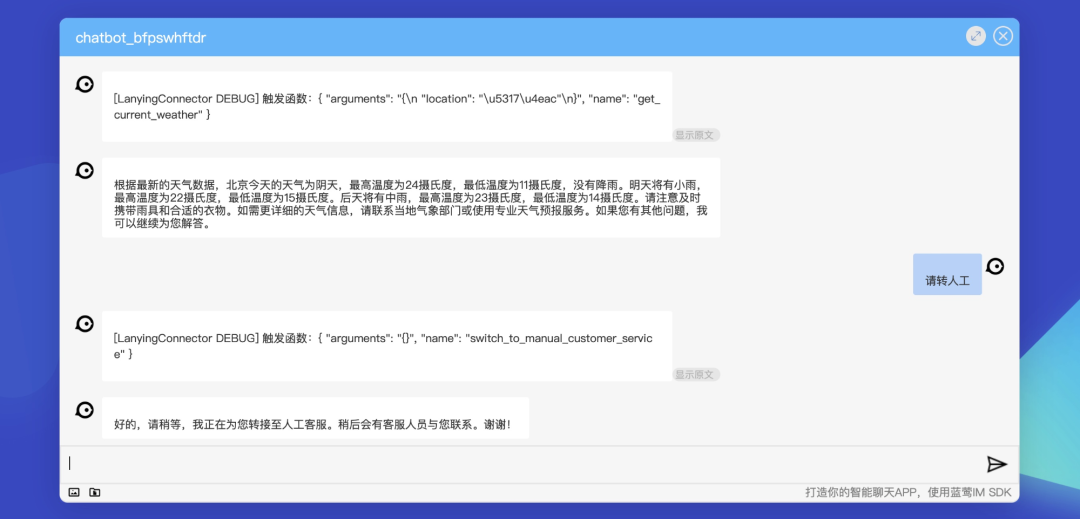 chatbot_bfpswhftdr
[LanyingConnector DEBUG] 触发函数：{ "arguments": "{\n "location": "\u5317\u4eac"\n}", "name": "get_
current_weather" }
显示原文
根据最新的天气数据，北京今天的天气为阴天，最高温度为24摄氏度，最低温度为11摄氏度，没有降雨。明天将有小雨，
最高温度为22摄氏度，最低温度为15摄氏度。后天将有中雨，最高温度为23摄氏度，最低温度为14摄氏度。请注意及时
携带雨具和合适的衣物。如需更详细的天气信息，请联系当地气象部门或使用专业天气预报服务。如果您有其他问题，我
可以继续为您解答。
请转人工
[LanyingConnector DEBUG] 触发函数：{ "arguments": "{}", "name": "switch_to_manual_customer_servic
e" }
显示原文
好的，请稍等，我正在为您转接至人工客服。稍后会有客服人员与您联系。谢谢！
打造你的智能聊天APP，使用蓝莺IM SDK